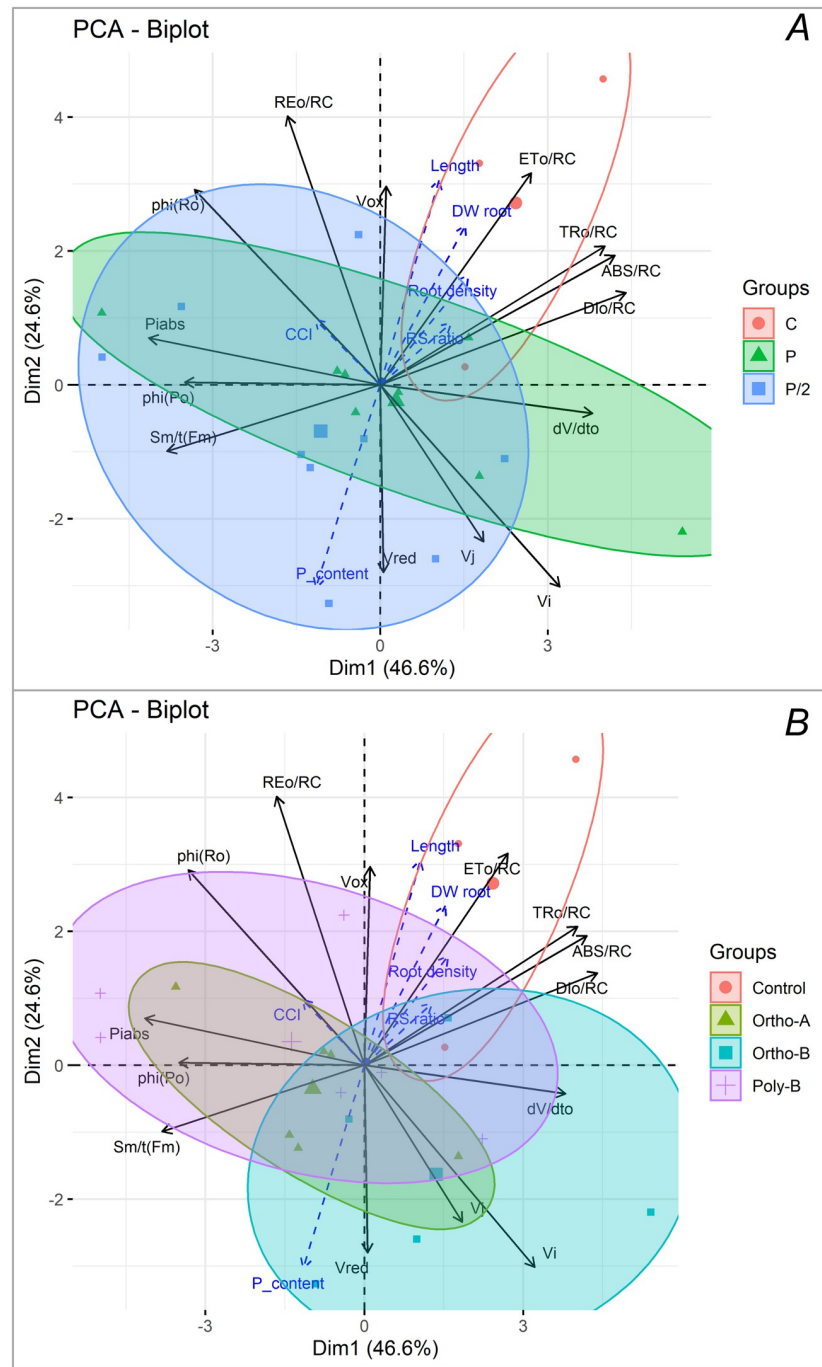 PCA - Biplot
A
REo/RC
Length
ETo/RC
phi(Ro)
Vox
DW root
TRo/RC
ABS/RC
Root density
DIo/RC
Piabs
CCI
RS ratio
phi(Po)
dV/dto
Sm/t(Fm)
P_content
Vred
Vj
Vi
4
2
0
-2
-3
0
3
Dim2 (24.6%)
Dim1 (46.6%)
Groups
C
P
P/2
PCA - Biplot
B
REo/RC
Length
phi(Ro)
ETo/RC
Vox
DW root
TRo/RC
ABS/RC
Root density
DIo/RC
CCI
RS ratio
Piabs
phi(Po)
dV/dto
Sm/t(Fm)
Vj
Vi
Vred
P_content
4
2
0
-2
-3
0
3
Dim2 (24.6%)
Dim1 (46.6%)
Groups
Control
Ortho-A
Ortho-B
Poly-B